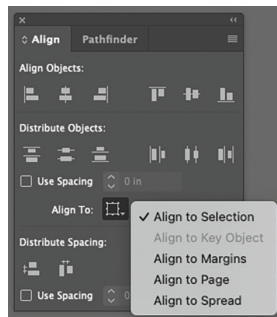 Align Pathfinder
Align Objects:
Distribute Objects:
Use Spacing 0 in
Align To:
Align to Selection
Align to Key Object
Align to Margins
Align to Page
Align to Spread
Distribute Spacing:
Use Spacing 0